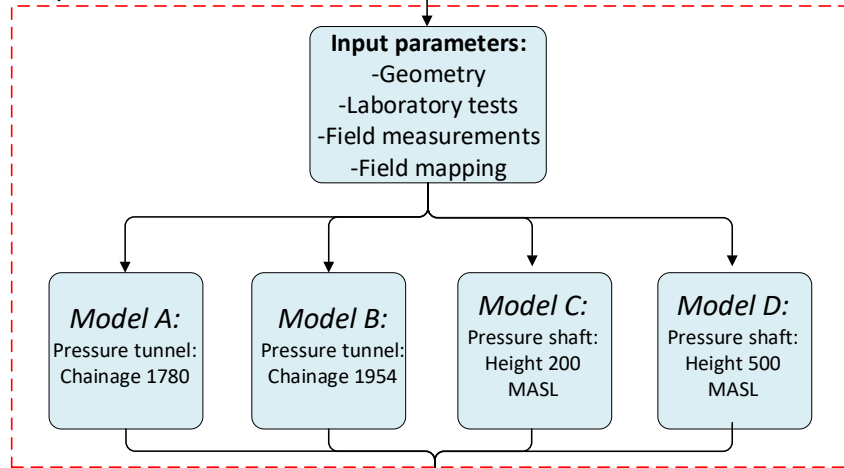 Input parameters:
-Geometry
-Laboratory tests
-Field measurements
-Field mapping
Model A:
Pressure tunnel:
Chainage 1780
Model B:
Pressure tunnel:
Chainage 1954
Model C:
Pressure shaft:
Height 200
MASL
Model D:
Pressure shaft:
Height 500
MASL